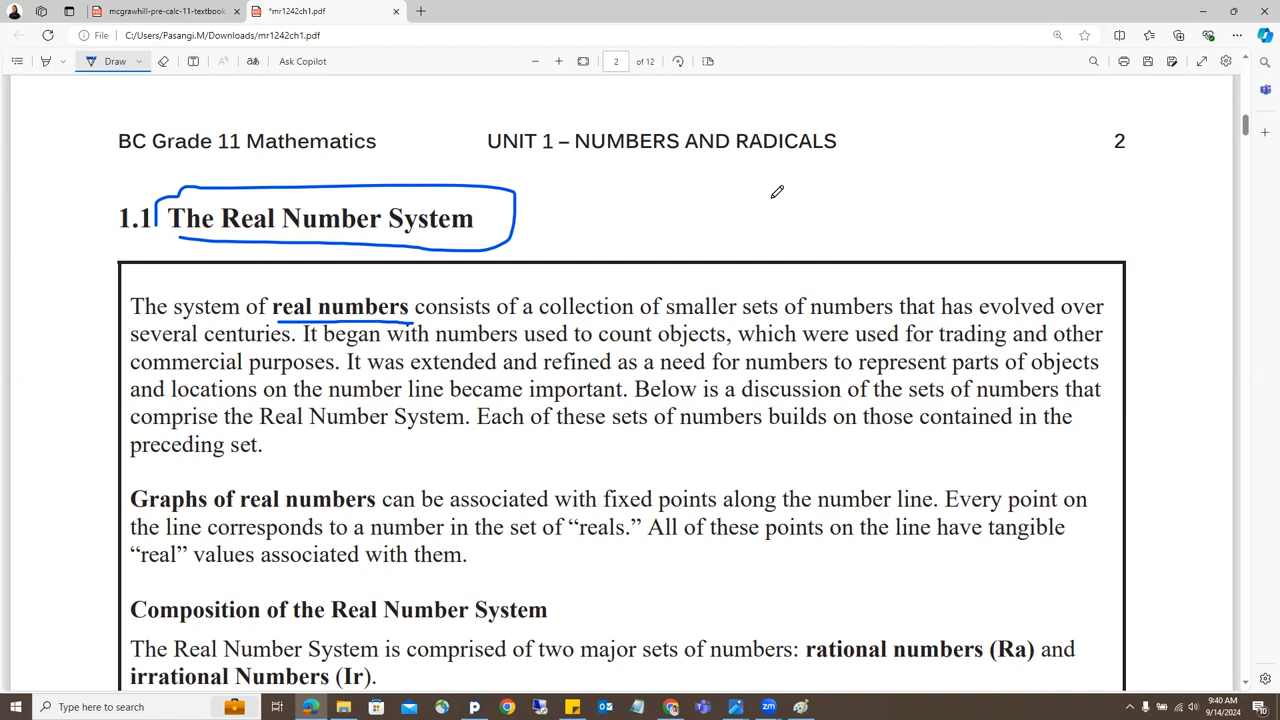 mcgrawhill-pre-calc-11-textbook
*mr1242ch1.pdf
File
C:/Users/Pasangi.M/Downloads/mr1242ch1.pdf
Draw
Ask Copilot
2
of 12
BC Grade 11 Mathematics UNIT 1 – NUMBERS AND RADICALS 2
1.1 The Real Number System
The system of real numbers consists of a collection of smaller sets of numbers that has evolved over
several centuries. It began with numbers used to count objects, which were used for trading and other
commercial purposes. It was extended and refined as a need for numbers to represent parts of objects
and locations on the number line became important. Below is a discussion of the sets of numbers that
comprise the Real Number System. Each of these sets of numbers builds on those contained in the
preceding set.
Graphs of real numbers can be associated with fixed points along the number line. Every point on
the line corresponds to a number in the set of “reals.” All of these points on the line have tangible
“real” values associated with them.
Composition of the Real Number System
The Real Number System is comprised of two major sets of numbers: rational numbers (Ra) and
irrational Numbers (Ir).
Type here to search
9:40 AM
9/14/2024